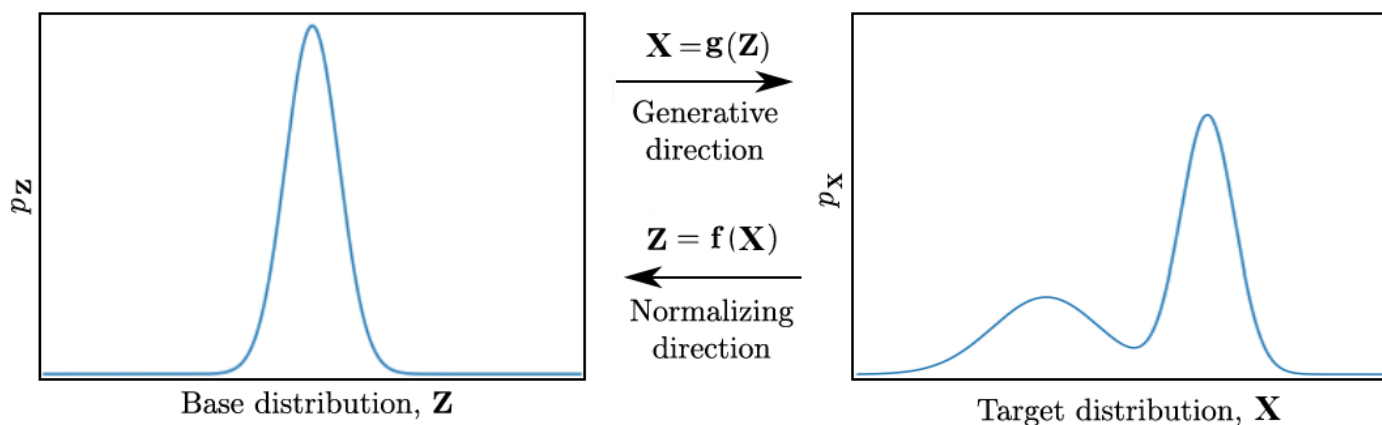 p_Z
Base distribution, Z
X = g(Z)
Generative
direction
Z = f(X)
Normalizing
direction
p_X
Target distribution, X